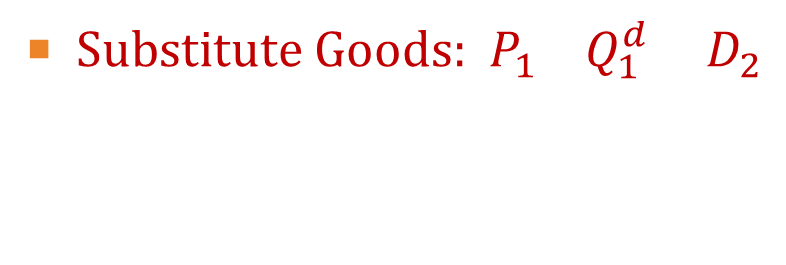 ▪ Substitute Goods: P₁ Q₁ᵈ D₂